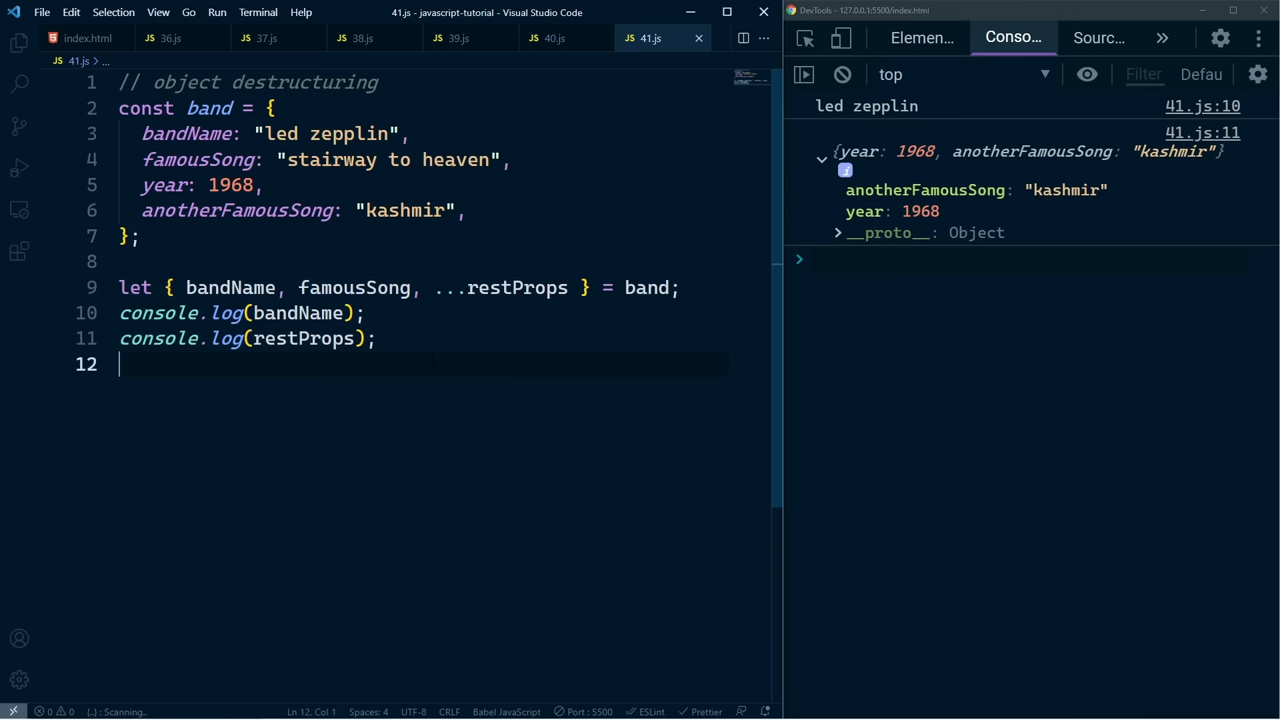 File Edit Selection View Go Run Terminal Help 41.js - javascript-tutorial - Visual Studio Code
index.html 36.js 37.js 38.js 39.js 40.js 41.js
JS 41.js > ...
1 // object destructuring
2 const band = {
3 bandName: "led zepplin",
4 famousSong: "stairway to heaven",
5 year: 1968,
6 anotherFamousSong: "kashmir",
7 };
8
9 let { bandName, famousSong, ...restProps } = band;
10 console.log(bandName);
11 console.log(restProps);
12
0 0 {..} : Scanning.. Ln 12, Col 1 Spaces: 4 UTF-8 CRLF Babel JavaScript Port : 5500 ESLint Prettier
DevTools - 127.0.0.1:5500/index.html
Elemen... Conso... Sourc...
top Filter Defau
led zepplin 41.js:10
41.js:11
{year: 1968, anotherFamousSong: "kashmir"}
i
anotherFamousSong: "kashmir"
year: 1968
__proto__: Object